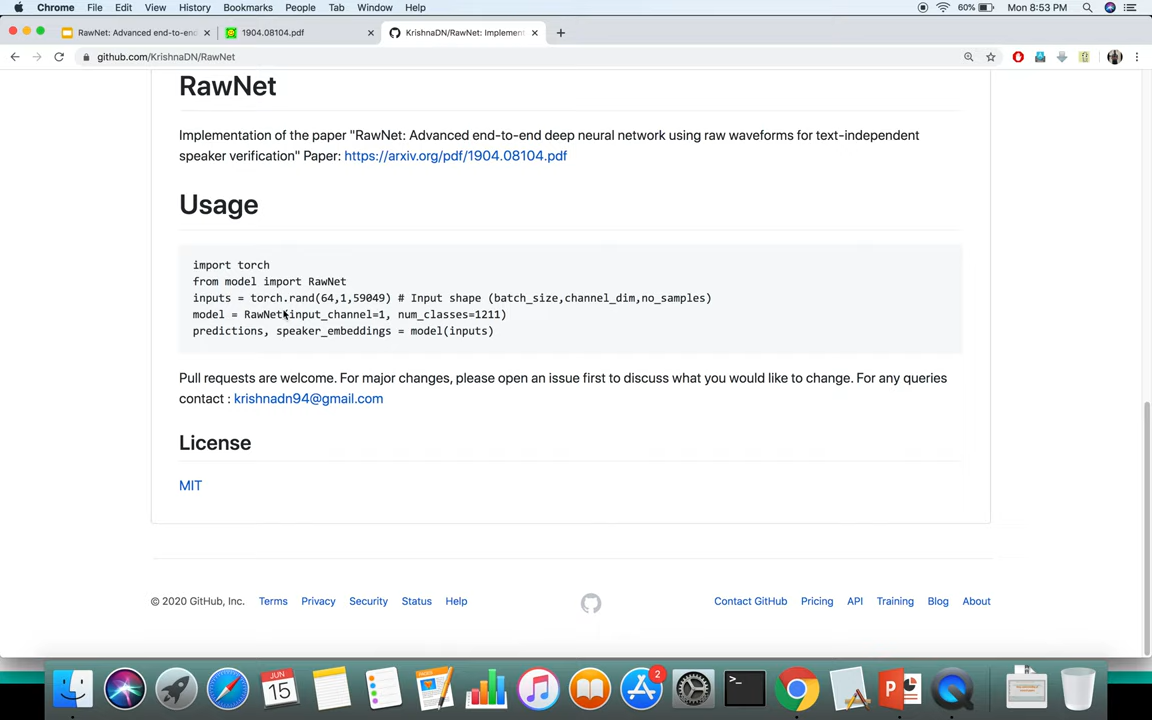 Chrome File Edit View History Bookmarks People Tab Window Help 60% Mon 8:53 PM
RawNet: Advanced end-to-end 1904.08104.pdf KrishnaDN/RawNet: Implement
github.com/KrishnaDN/RawNet
RawNet
Implementation of the paper "RawNet: Advanced end-to-end deep neural network using raw waveforms for text-independent
speaker verification" Paper: https://arxiv.org/pdf/1904.08104.pdf
Usage
import torch
from model import RawNet
inputs = torch.rand(64,1,59049) # Input shape (batch_size,channel_dim,no_samples)
model = RawNet(input_channel=1, num_classes=1211)
predictions, speaker_embeddings = model(inputs)
Pull requests are welcome. For major changes, please open an issue first to discuss what you would like to change. For any queries
contact : krishnadn94@gmail.com
License
MIT
© 2020 GitHub, Inc. Terms Privacy Security Status Help Contact GitHub Pricing API Training Blog About
JUN
15
2
>_